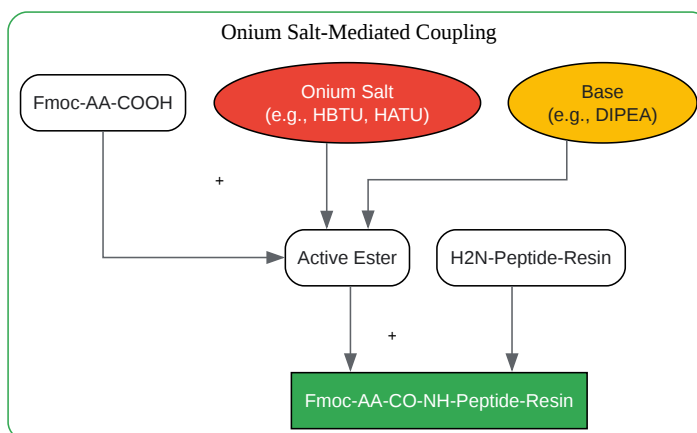 Onium Salt-Mediated Coupling
Fmoc-AA-COOH
Onium Salt
(e.g., HBTU, HATU)
Base
(e.g., DIPEA)
+
Active Ester
H2N-Peptide-Resin
+
Fmoc-AA-CO-NH-Peptide-Resin